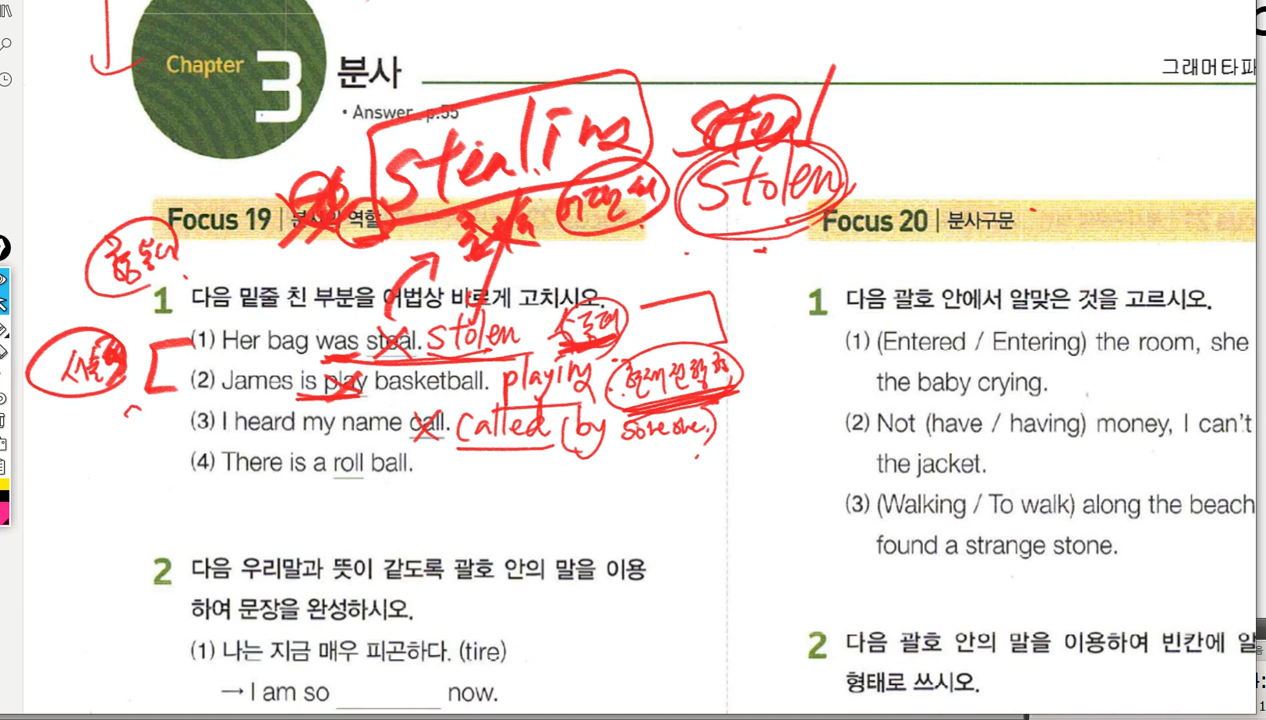 Chapter 3 분사
그래머타파
• Answer p.55
stealing
steal
stolen
Focus 19 | 분사의 역할
1 다음 밑줄 친 부분을 어법상 바르게 고치시오.
(1) Her bag was steal. stolen
(2) James is play basketball. playing 현재진행형
(3) I heard my name call. called (by someone.)
(4) There is a roll ball.
2 다음 우리말과 뜻이 같도록 괄호 안의 말을 이용
하여 문장을 완성하시오.
(1) 나는 지금 매우 피곤하다. (tire)
→ I am so ________ now.
Focus 20 | 분사구문
1 다음 괄호 안에서 알맞은 것을 고르시오.
(1) (Entered / Entering) the room, she
the baby crying.
(2) Not (have / having) money, I can't
the jacket.
(3) (Walking / To walk) along the beach
found a strange stone.
2 다음 괄호 안의 말을 이용하여 빈칸에 알
형태로 쓰시오.